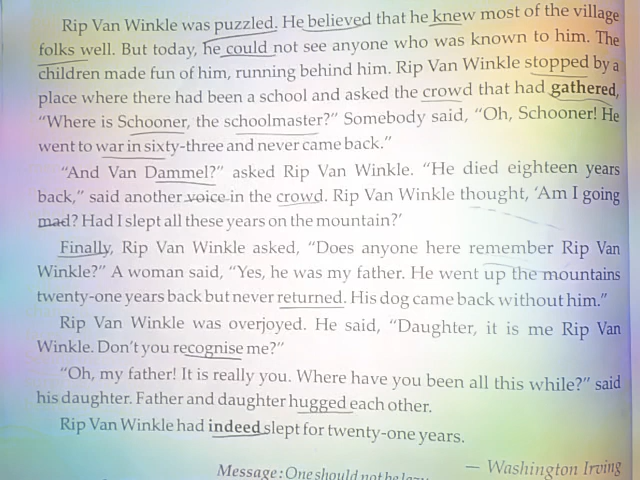 Rip Van Winkle was puzzled. He believed that he knew most of the village
folks well. But today, he could not see anyone who was known to him. The
children made fun of him, running behind him. Rip Van Winkle stopped by a
place where there had been a school and asked the crowd that had gathered,
“Where is Schooner, the schoolmaster?” Somebody said, “Oh, Schooner! He
went to war in sixty-three and never came back.”
“And Van Dammel?” asked Rip Van Winkle. “He died eighteen years
back,” said another voice in the crowd. Rip Van Winkle thought, ‘Am I going
mad? Had I slept all these years on the mountain?’
Finally, Rip Van Winkle asked, “Does anyone here remember Rip Van
Winkle?” A woman said, “Yes, he was my father. He went up the mountains
twenty-one years back but never returned. His dog came back without him.”
Rip Van Winkle was overjoyed. He said, “Daughter, it is me Rip Van
Winkle. Don’t you recognise me?”
“Oh, my father! It is really you. Where have you been all this while?” said
his daughter. Father and daughter hugged each other.
Rip Van Winkle had indeed slept for twenty-one years.
— Washington Irving
Message: One should not be lazy